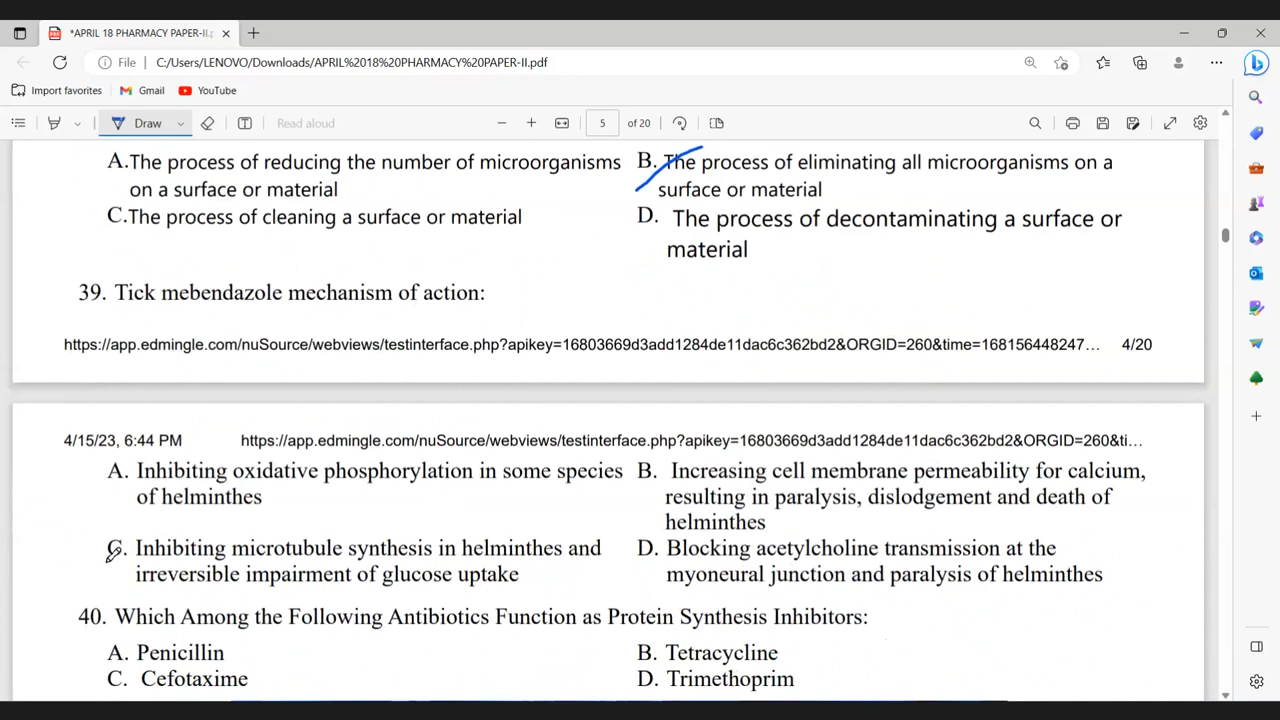 *APRIL 18 PHARMACY PAPER-II.p
File C:/Users/LENOVO/Downloads/APRIL%2018%20PHARMACY%20PAPER-II.pdf
Import favorites Gmail YouTube
Draw Read aloud 5 of 20
A.The process of reducing the number of microorganisms
on a surface or material
B. The process of eliminating all microorganisms on a
surface or material
C.The process of cleaning a surface or material
D. The process of decontaminating a surface or
material
39. Tick mebendazole mechanism of action:
https://app.edmingle.com/nuSource/webviews/testinterface.php?apikey=16803669d3add1284de11dac6c362bd2&ORGID=260&time=168156448247… 4/20
4/15/23, 6:44 PM https://app.edmingle.com/nuSource/webviews/testinterface.php?apikey=16803669d3add1284de11dac6c362bd2&ORGID=260&ti…
A. Inhibiting oxidative phosphorylation in some species
of helminthes
B. Increasing cell membrane permeability for calcium,
resulting in paralysis, dislodgement and death of
helminthes
C. Inhibiting microtubule synthesis in helminthes and
irreversible impairment of glucose uptake
D. Blocking acetylcholine transmission at the
myoneural junction and paralysis of helminthes
40. Which Among the Following Antibiotics Function as Protein Synthesis Inhibitors:
A. Penicillin
B. Tetracycline
C. Cefotaxime
D. Trimethoprim